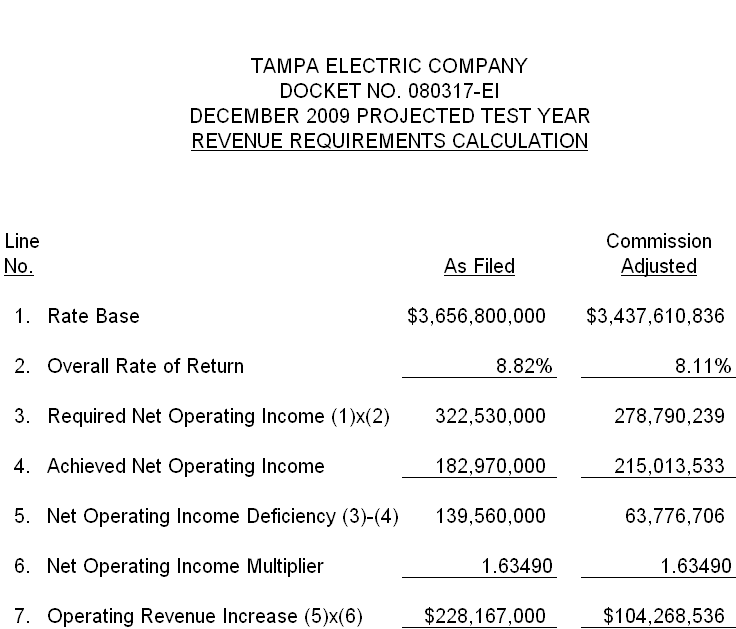 TAMPA ELECTRIC COMPANY
DOCKET NO. 080317-EI
DECEMBER 2009 PROJECTED TEST YEAR
REVENUE REQUIREMENTS CALCULATION
Line Commission
No. As Filed Adjusted
1. Rate Base $3,656,800,000 $3,437,610,836
2. Overall Rate of Return 8.82% 8.11%
3. Required Net Operating Income (1)x(2) 322,530,000 278,790,239
4. Achieved Net Operating Income 182,970,000 215,013,533
5. Net Operating Income Deficiency (3)-(4) 139,560,000 63,776,706
6. Net Operating Income Multiplier 1.63490 1.63490
7. Operating Revenue Increase (5)x(6) $228,167,000 $104,268,536